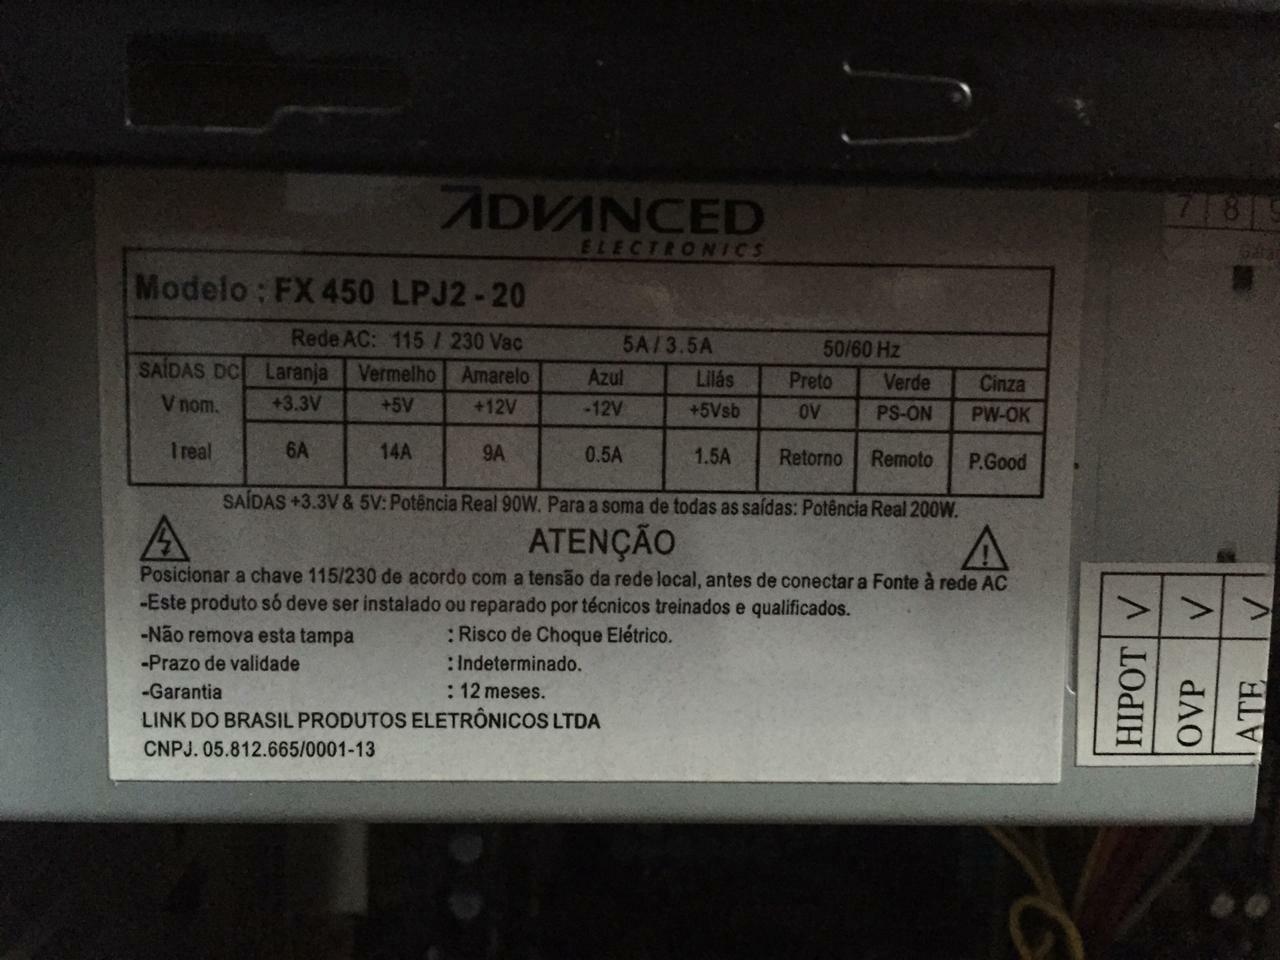 ADVANCED
ELECTRONICS
7 8
Modelo : FX 450 LPJ2 - 20
Rede AC: 115 / 230 Vac 5A / 3.5A 50/60 Hz
SAÍDAS DC Laranja Vermelho Amarelo Azul Lilás Preto Verde Cinza
V nom. +3.3V +5V +12V -12V +5Vsb 0V PS-ON PW-OK
I real 6A 14A 9A 0.5A 1.5A Retorno Remoto P.Good
SAÍDAS +3.3V & 5V: Potência Real 90W. Para a soma de todas as saídas: Potência Real 200W.
ATENÇÃO
Posicionar a chave 115/230 de acordo com a tensão da rede local, antes de conectar a Fonte à rede AC
-Este produto só deve ser instalado ou reparado por técnicos treinados e qualificados.
-Não remova esta tampa : Risco de Choque Elétrico.
-Prazo de validade : Indeterminado.
-Garantia : 12 meses.
LINK DO BRASIL PRODUTOS ELETRÔNICOS LTDA
CNPJ. 05.812.665/0001-13
HIPOT V
OVP V
ATE V